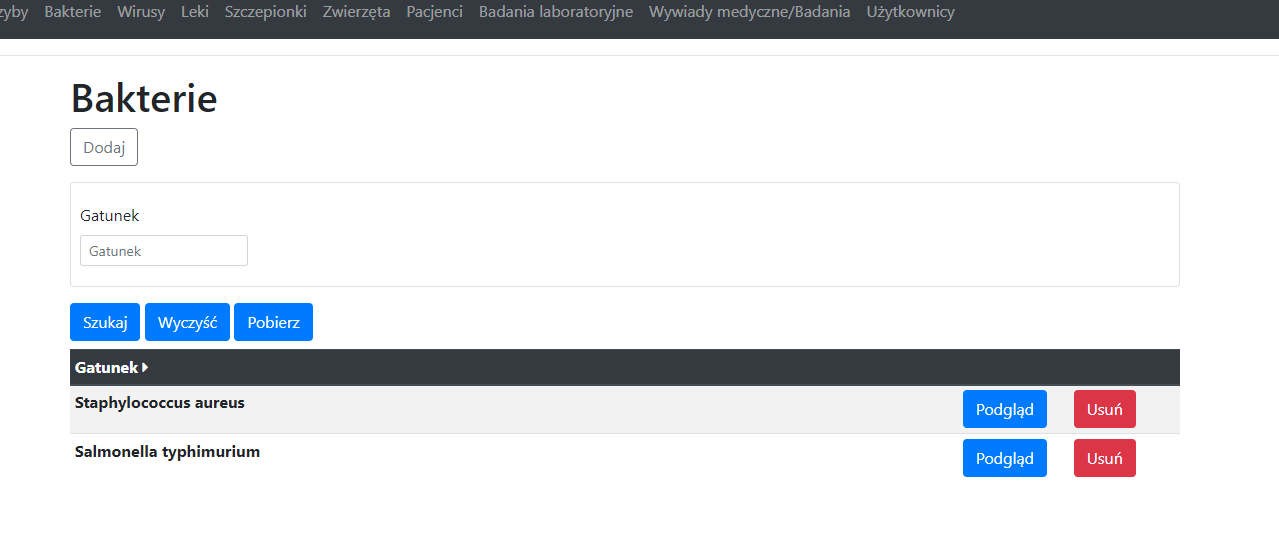 Bakterie Wirusy Leki Szczepionki Zwierzęta Pacjenci Badania laboratoryjne Wywiady medyczne/Badania Użytkownicy
Bakterie
Dodaj
Gatunek
Gatunek
Szukaj Wyczyść Pobierz
Gatunek
Staphylococcus aureus Podgląd Usuń
Salmonella typhimurium Podgląd Usuń